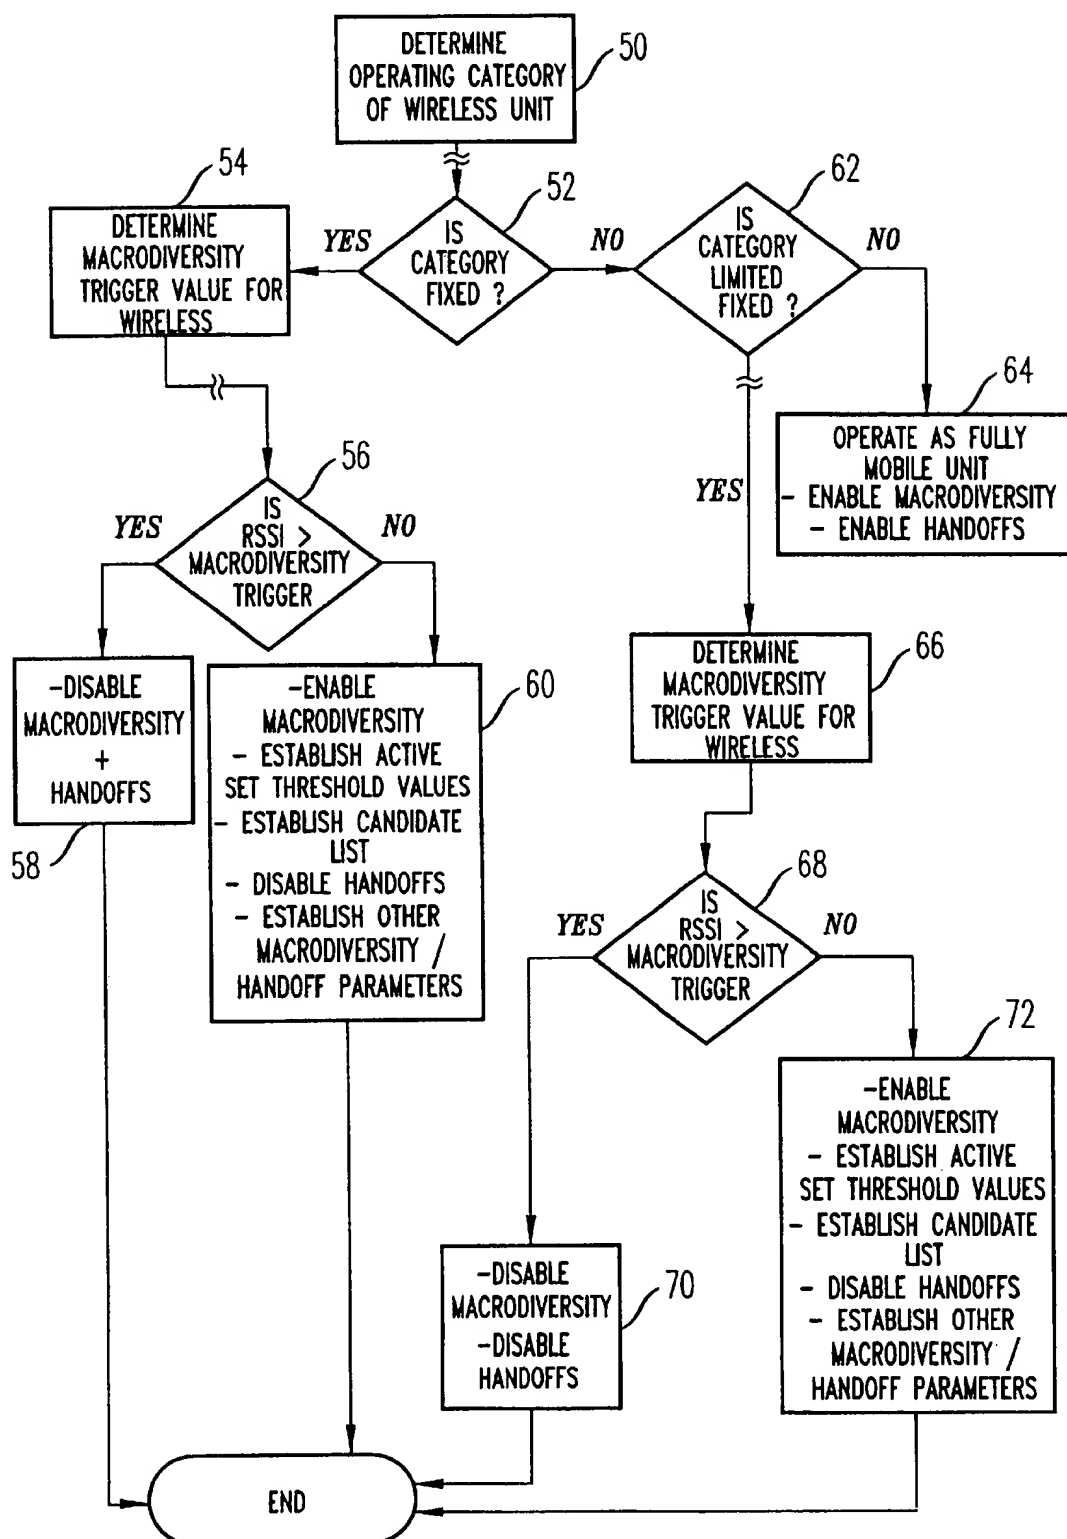 DETERMINE
OPERATING CATEGORY
OF WIRELESS UNIT
50
54
DETERMINE
MACRODIVERSITY
TRIGGER VALUE FOR
WIRELESS
YES
52
IS
CATEGORY
FIXED ?
NO
62
IS
CATEGORY
LIMITED
FIXED ?
NO
64
OPERATE AS FULLY
MOBILE UNIT
- ENABLE MACRODIVERSITY
- ENABLE HANDOFFS
YES
56
YES
IS
RSSI >
MACRODIVERSITY
TRIGGER
NO
-DISABLE
MACRODIVERSITY
+
HANDOFFS
58
60
-ENABLE
MACRODIVERSITY
- ESTABLISH ACTIVE
SET THRESHOLD VALUES
- ESTABLISH CANDIDATE
LIST
- DISABLE HANDOFFS
- ESTABLISH OTHER
MACRODIVERSITY /
HANDOFF PARAMETERS
66
DETERMINE
MACRODIVERSITY
TRIGGER VALUE FOR
WIRELESS
68
YES
IS
RSSI >
MACRODIVERSITY
TRIGGER
NO
70
-DISABLE
MACRODIVERSITY
-DISABLE
HANDOFFS
72
-ENABLE
MACRODIVERSITY
- ESTABLISH ACTIVE
SET THRESHOLD VALUES
- ESTABLISH CANDIDATE
LIST
- DISABLE HANDOFFS
- ESTABLISH OTHER
MACRODIVERSITY /
HANDOFF PARAMETERS
END